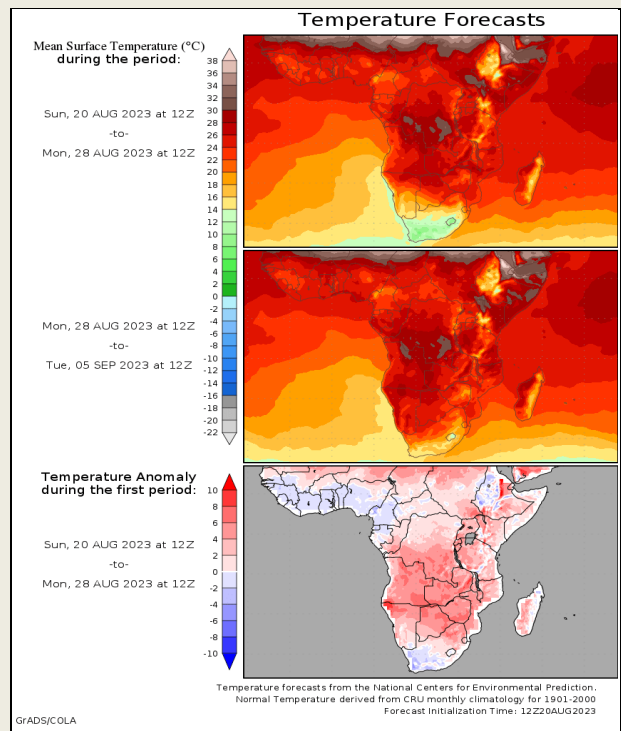 Temperature Forecasts
Mean Surface Temperature (°C)
during the period:
Sun, 20 AUG 2023 at 12Z
-to-
Mon, 28 AUG 2023 at 12Z
38
36
34
32
30
28
26
24
22
20
18
16
14
12
10
8
6
4
2
0
-2
-4
-6
-8
-10
-12
-14
-16
-18
-20
-22
Mon, 28 AUG 2023 at 12Z
-to-
Tue, 05 SEP 2023 at 12Z
Temperature Anomaly
during the first period:
Sun, 20 AUG 2023 at 12Z
-to-
Mon, 28 AUG 2023 at 12Z
10
8
6
4
2
0
-2
-4
-6
-8
-10
Temperature forecasts from the National Centers for Environmental Prediction.
Normal Temperature derived from CRU monthly climatology for 1901-2000
Forecast Initialization Time: 12Z20AUG2023
GrADS/COLA